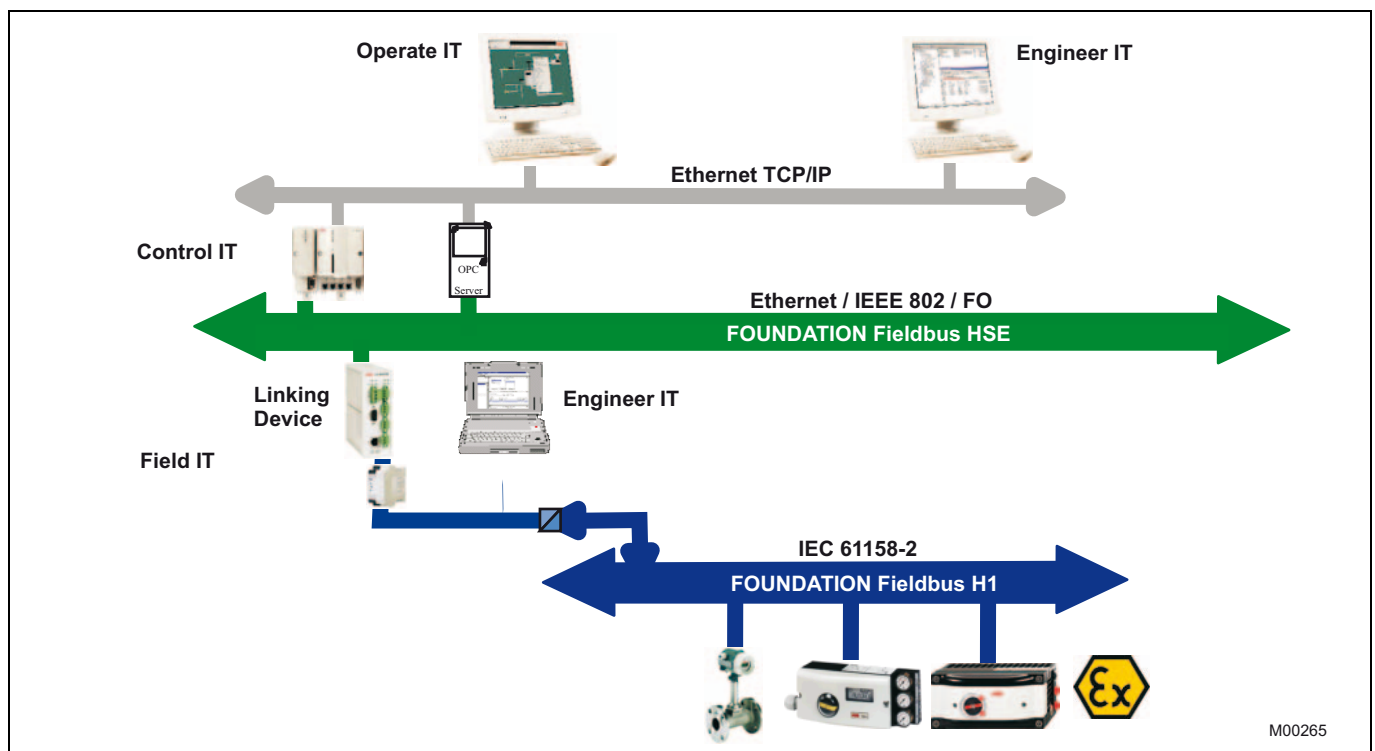 Operate IT
Engineer IT
Ethernet TCP/IP
Control IT
OPC
Server
Ethernet / IEEE 802 / FO
FOUNDATION Fieldbus HSE
Linking
Device
Engineer IT
Field IT
IEC 61158-2
FOUNDATION Fieldbus H1
Ex
M00265